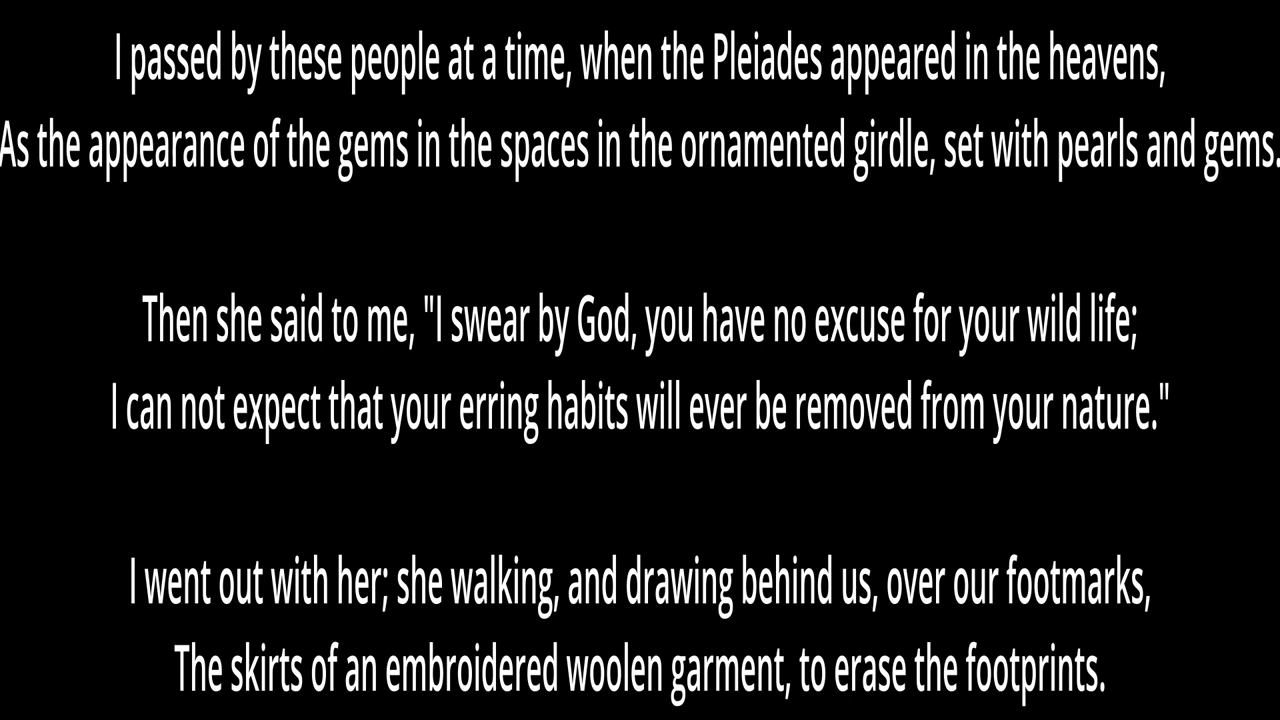 I passed by these people at a time, when the Pleiades appeared in the heavens,
As the appearance of the gems in the spaces in the ornamented girdle, set with pearls and gems.
Then she said to me, "I swear by God, you have no excuse for your wild life;
I can not expect that your erring habits will ever be removed from your nature."
I went out with her; she walking, and drawing behind us, over our footmarks,
The skirts of an embroidered woolen garment, to erase the footprints.